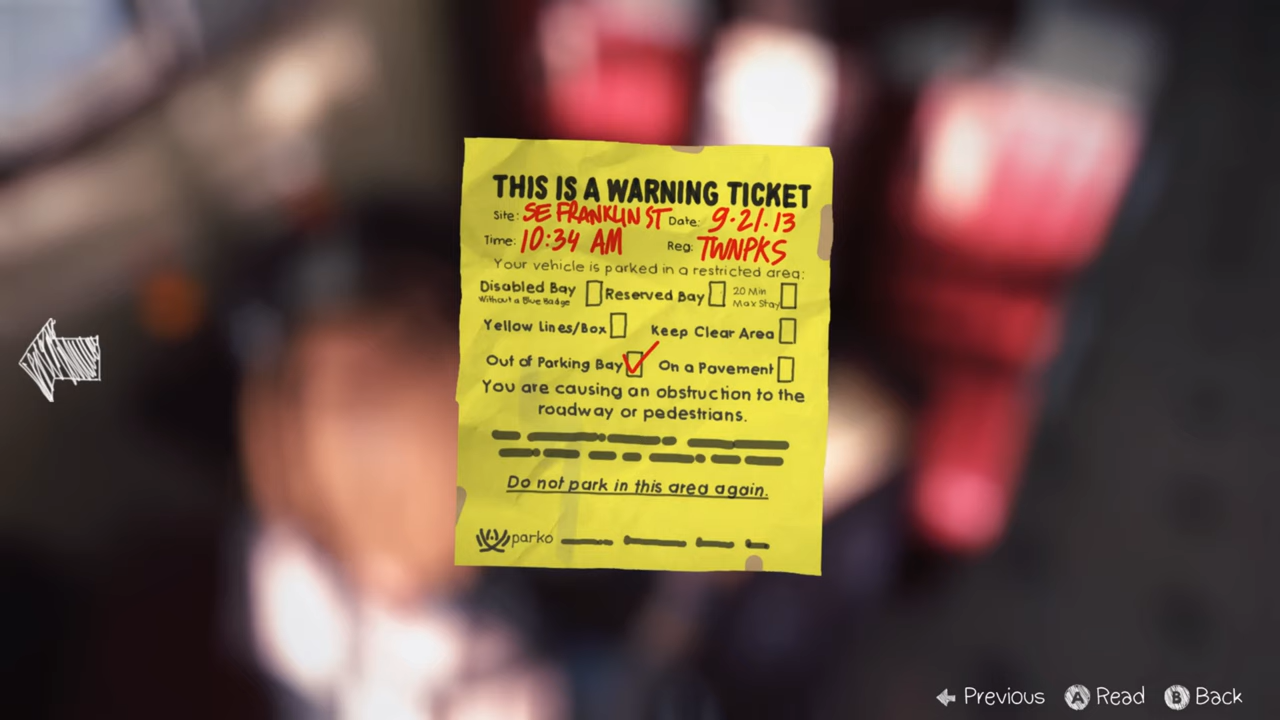 THIS IS A WARNING TICKET
Site: SE FRANKLIN ST Date: 9.21.13
Time: 10:34 AM Reg: TWNPKS
Your vehicle is parked in a restricted area:
Disabled Bay Reserved Bay 20 Min
Without a Blue Badge Max Stay
Yellow Lines/Box Keep Clear Area
Out of Parking Bay On a Pavement
You are causing an obstruction to the
roadway or pedestrians.
Do not park in this area again.
parko
Previous A Read B Back